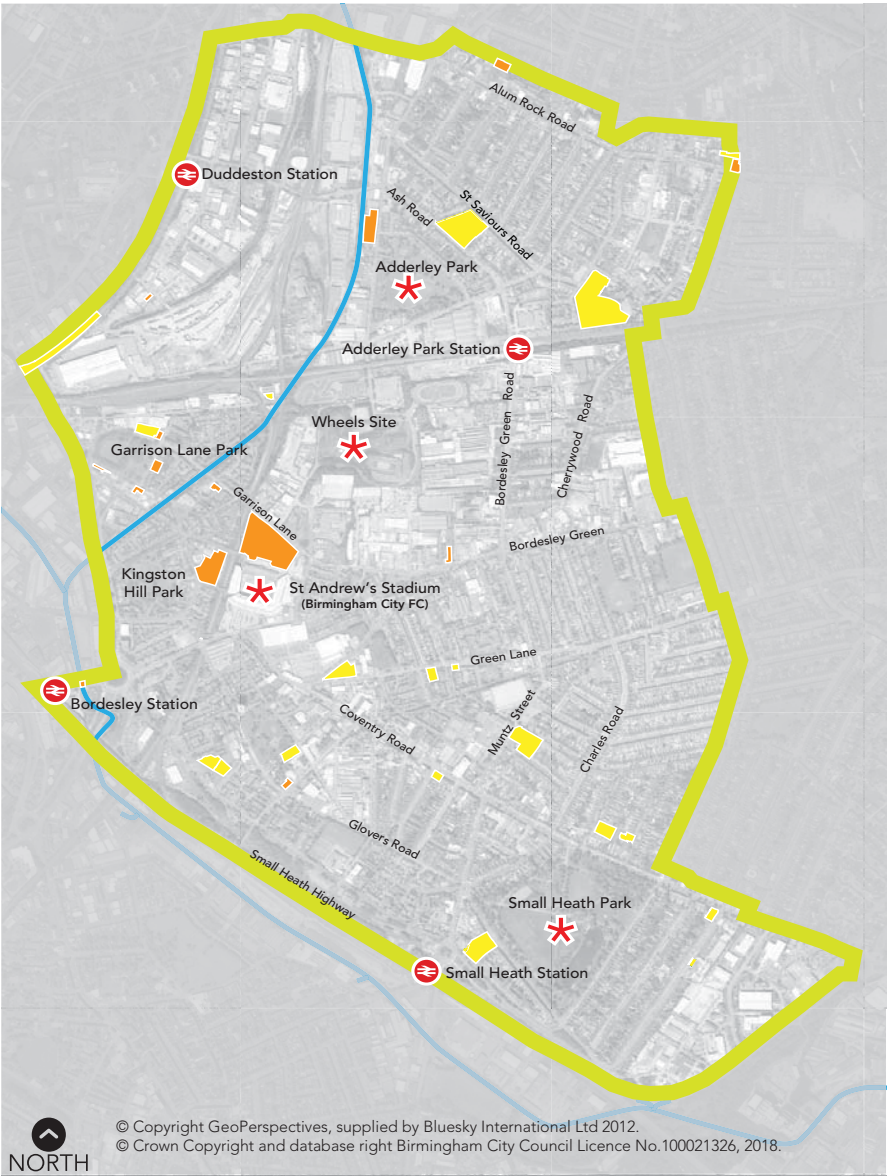 Alum Rock Road
Duddeston Station
Ash Road
St Saviours Road
Adderley Park
Adderley Park Station
Bordesley Green Road
Cherrywood Road
Wheels Site
Garrison Lane Park
Garrison Lane
Bordesley Green
Kingston
Hill Park
St Andrew's Stadium
(Birmingham City FC)
Green Lane
Bordesley Station
Coventry Road
Muntz Street
Charles Road
Glovers Road
Small Heath Highway
Small Heath Park
Small Heath Station
© Copyright GeoPerspectives, supplied by Bluesky International Ltd 2012.
© Crown Copyright and database right Birmingham City Council Licence No.100021326, 2018.
NORTH